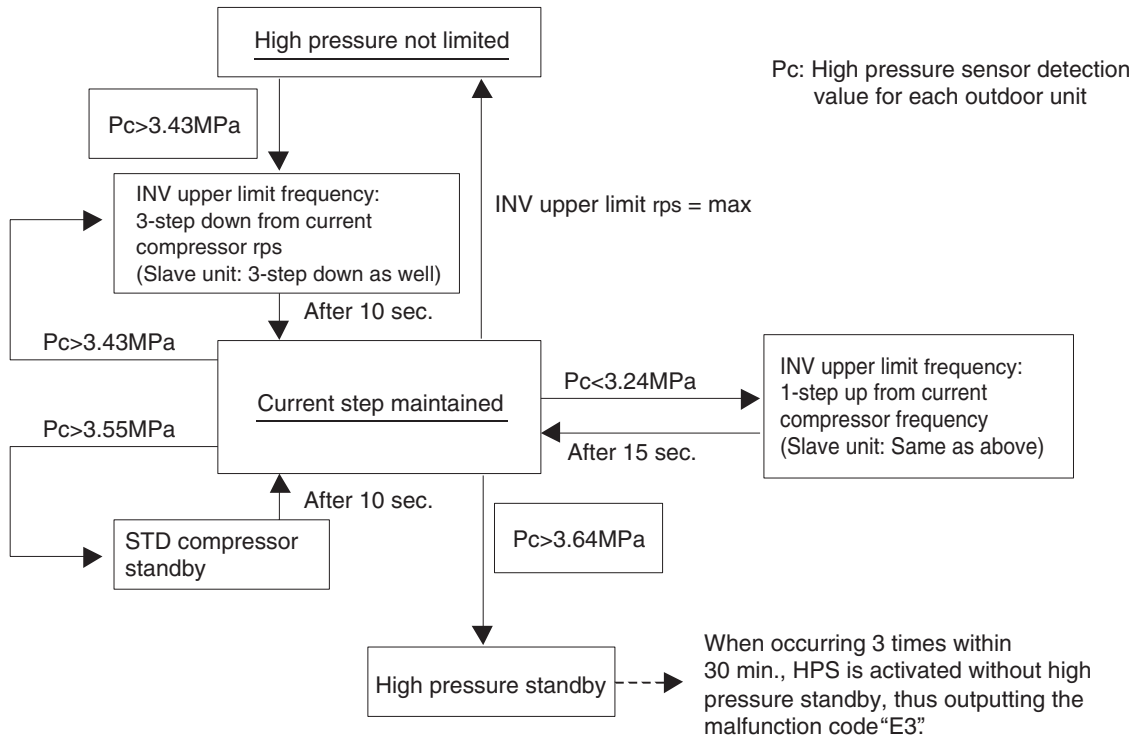 High pressure not limited
Pc: High pressure sensor detection
value for each outdoor unit
Pc>3.43MPa
INV upper limit frequency:
3-step down from current
compressor rps
(Slave unit: 3-step down as well)
INV upper limit rps = max
After 10 sec.
Pc>3.43MPa
Current step maintained
Pc<3.24MPa
After 15 sec.
INV upper limit frequency:
1-step up from current
compressor frequency
(Slave unit: Same as above)
Pc>3.55MPa
After 10 sec.
STD compressor
standby
Pc>3.64MPa
High pressure standby
When occurring 3 times within
30 min., HPS is activated without high
pressure standby, thus outputting the
malfunction code “E3”.